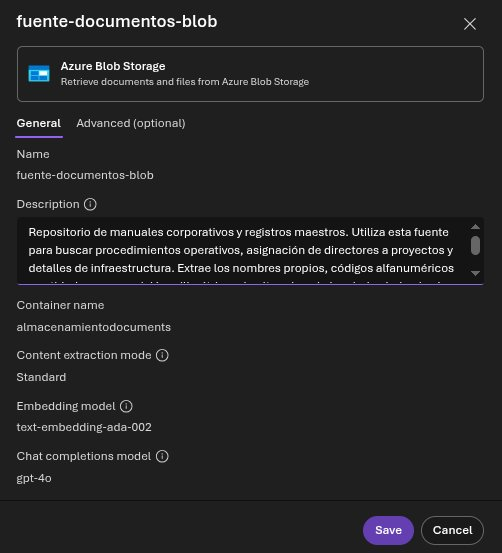 fuente-documentos-blob
Azure Blob Storage
Retrieve documents and files from Azure Blob Storage
General
Advanced (optional)
Name
fuente-documentos-blob
Description
Repositorio de manuales corporativos y registros maestros. Utiliza esta fuente
para buscar procedimientos operativos, asignación de directores a proyectos y
detalles de infraestructura. Extrae los nombres propios, códigos alfanuméricos
Container name
almacenamientodocuments
Content extraction mode
Standard
Embedding model
text-embedding-ada-002
Chat completions model
gpt-4o
Save
Cancel